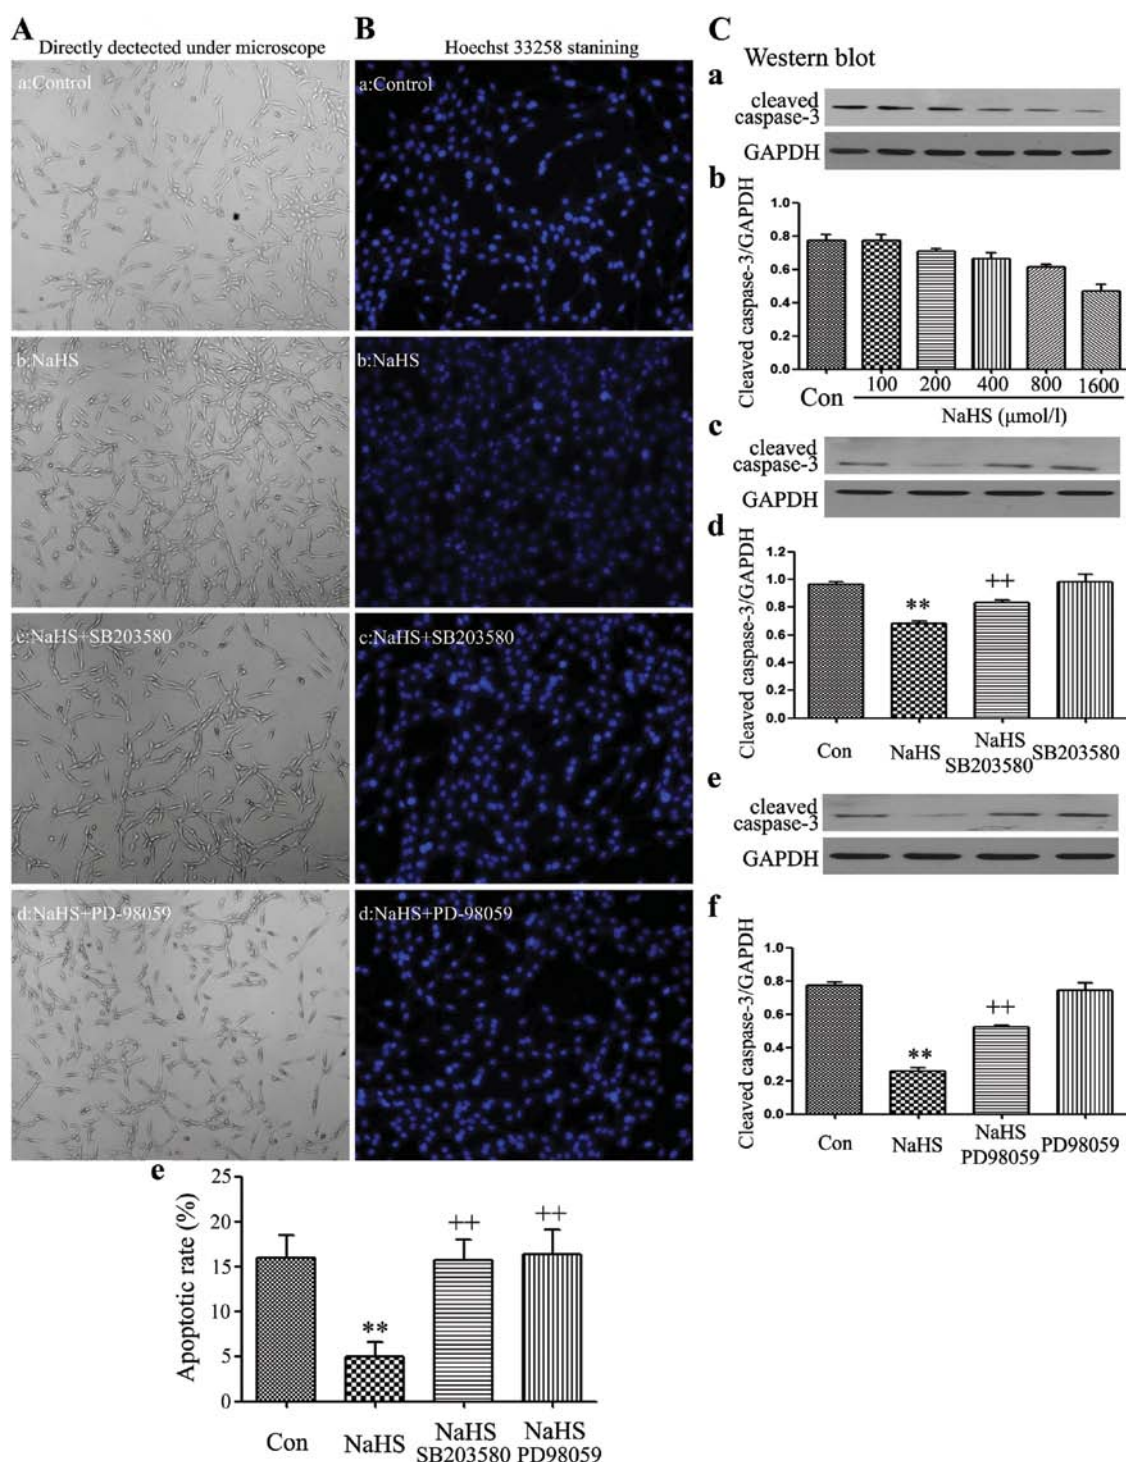 A
Directly dectected under microscope
a:Control
b:NaHS
c:NaHS+SB203580
d:NaHS+PD-98059
B
Hoechst 33258 stanining
a:Control
b:NaHS
c:NaHS+SB203580
d:NaHS+PD-98059
e
Apoptotic rate (%)
25
20
15
10
5
0
**
++
++
Con
NaHS
NaHS
SB203580
NaHS
PD98059
C
Western blot
a
cleaved
caspase-3
GAPDH
b
Cleaved caspase-3/GAPDH
1.0
0.8
0.6
0.4
0.2
0.0
Con
100 200 400 800 1600
NaHS (μmol/l)
c
cleaved
caspase-3
GAPDH
d
Cleaved caspase-3/GAPDH
1.2
1.0
0.8
0.6
0.4
0.2
0.0
**
++
Con
NaHS
NaHS
SB203580
SB203580
e
cleaved
caspase-3
GAPDH
f
Cleaved caspase-3/GAPDH
1.0
0.8
0.6
0.4
0.2
0.0
**
++
Con
NaHS
NaHS
PD98059
PD98059